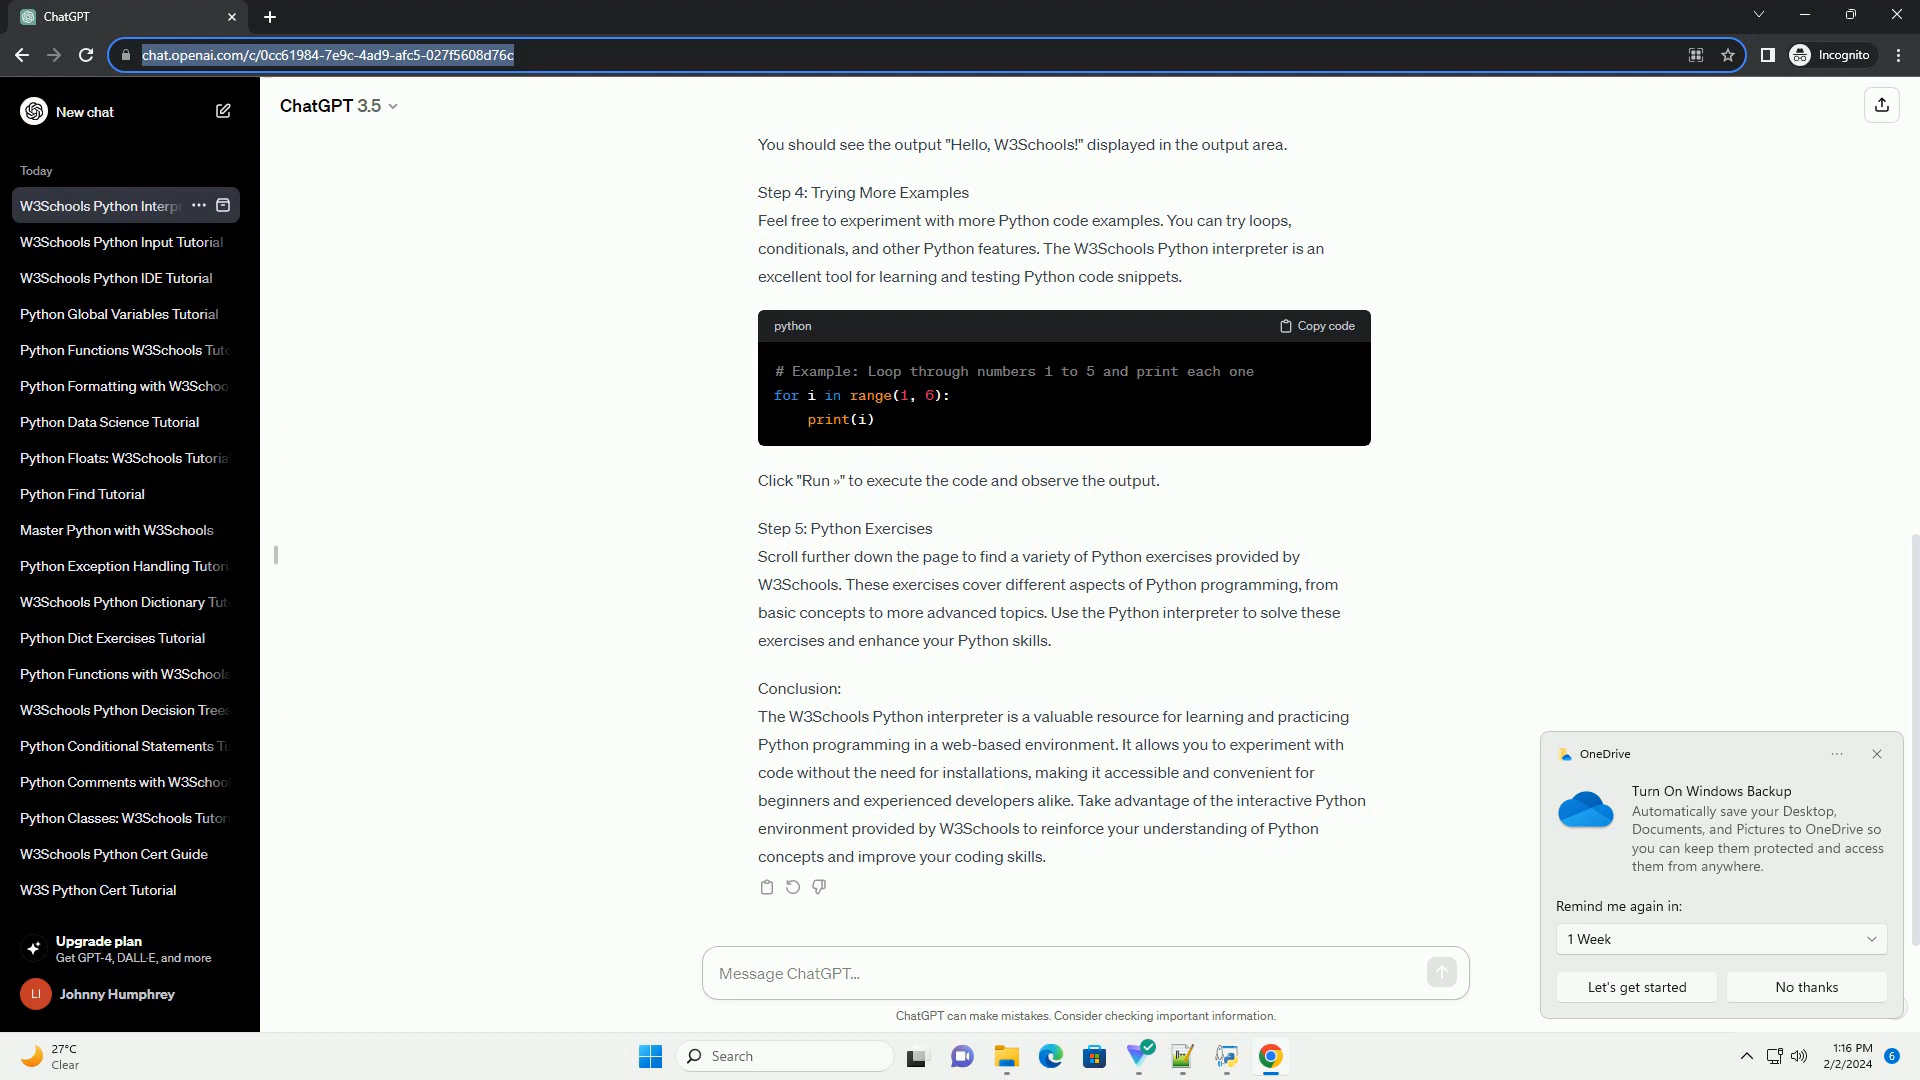 ChatGPT
chat.openai.com/c/0cc61984-7e9c-4ad9-afc5-027f5608d76c
Incognito
New chat
ChatGPT 3.5
Today
W3Schools Python Interp
W3Schools Python Input Tutorial
W3Schools Python IDE Tutorial
Python Global Variables Tutorial
Python Functions W3Schools Tuto
Python Formatting with W3Schoo
Python Data Science Tutorial
Python Floats: W3Schools Tutoria
Python Find Tutorial
Master Python with W3Schools
Python Exception Handling Tutori
W3Schools Python Dictionary Tut
Python Dict Exercises Tutorial
Python Functions with W3Schools
W3Schools Python Decision Tree
Python Conditional Statements Tu
Python Comments with W3Schoo
Python Classes: W3Schools Tutor
W3Schools Python Cert Guide
W3S Python Cert Tutorial
Upgrade plan
Get GPT-4, DALL·E, and more
LI
Johnny Humphrey
You should see the output "Hello, W3Schools!" displayed in the output area.
Step 4: Trying More Examples
Feel free to experiment with more Python code examples. You can try loops,
conditionals, and other Python features. The W3Schools Python interpreter is an
excellent tool for learning and testing Python code snippets.
python
Copy code
# Example: Loop through numbers 1 to 5 and print each one
for i in range(1, 6):
    print(i)
Click "Run »" to execute the code and observe the output.
Step 5: Python Exercises
Scroll further down the page to find a variety of Python exercises provided by
W3Schools. These exercises cover different aspects of Python programming, from
basic concepts to more advanced topics. Use the Python interpreter to solve these
exercises and enhance your Python skills.
Conclusion:
The W3Schools Python interpreter is a valuable resource for learning and practicing
Python programming in a web-based environment. It allows you to experiment with
code without the need for installations, making it accessible and convenient for
beginners and experienced developers alike. Take advantage of the interactive Python
environment provided by W3Schools to reinforce your understanding of Python
concepts and improve your coding skills.
Message ChatGPT...
ChatGPT can make mistakes. Consider checking important information.
OneDrive
Turn On Windows Backup
Automatically save your Desktop,
Documents, and Pictures to OneDrive so
you can keep them protected and access
them from anywhere.
Remind me again in:
1 Week
Let's get started
No thanks
27°C
Clear
Search
1:16 PM
2/2/2024
6